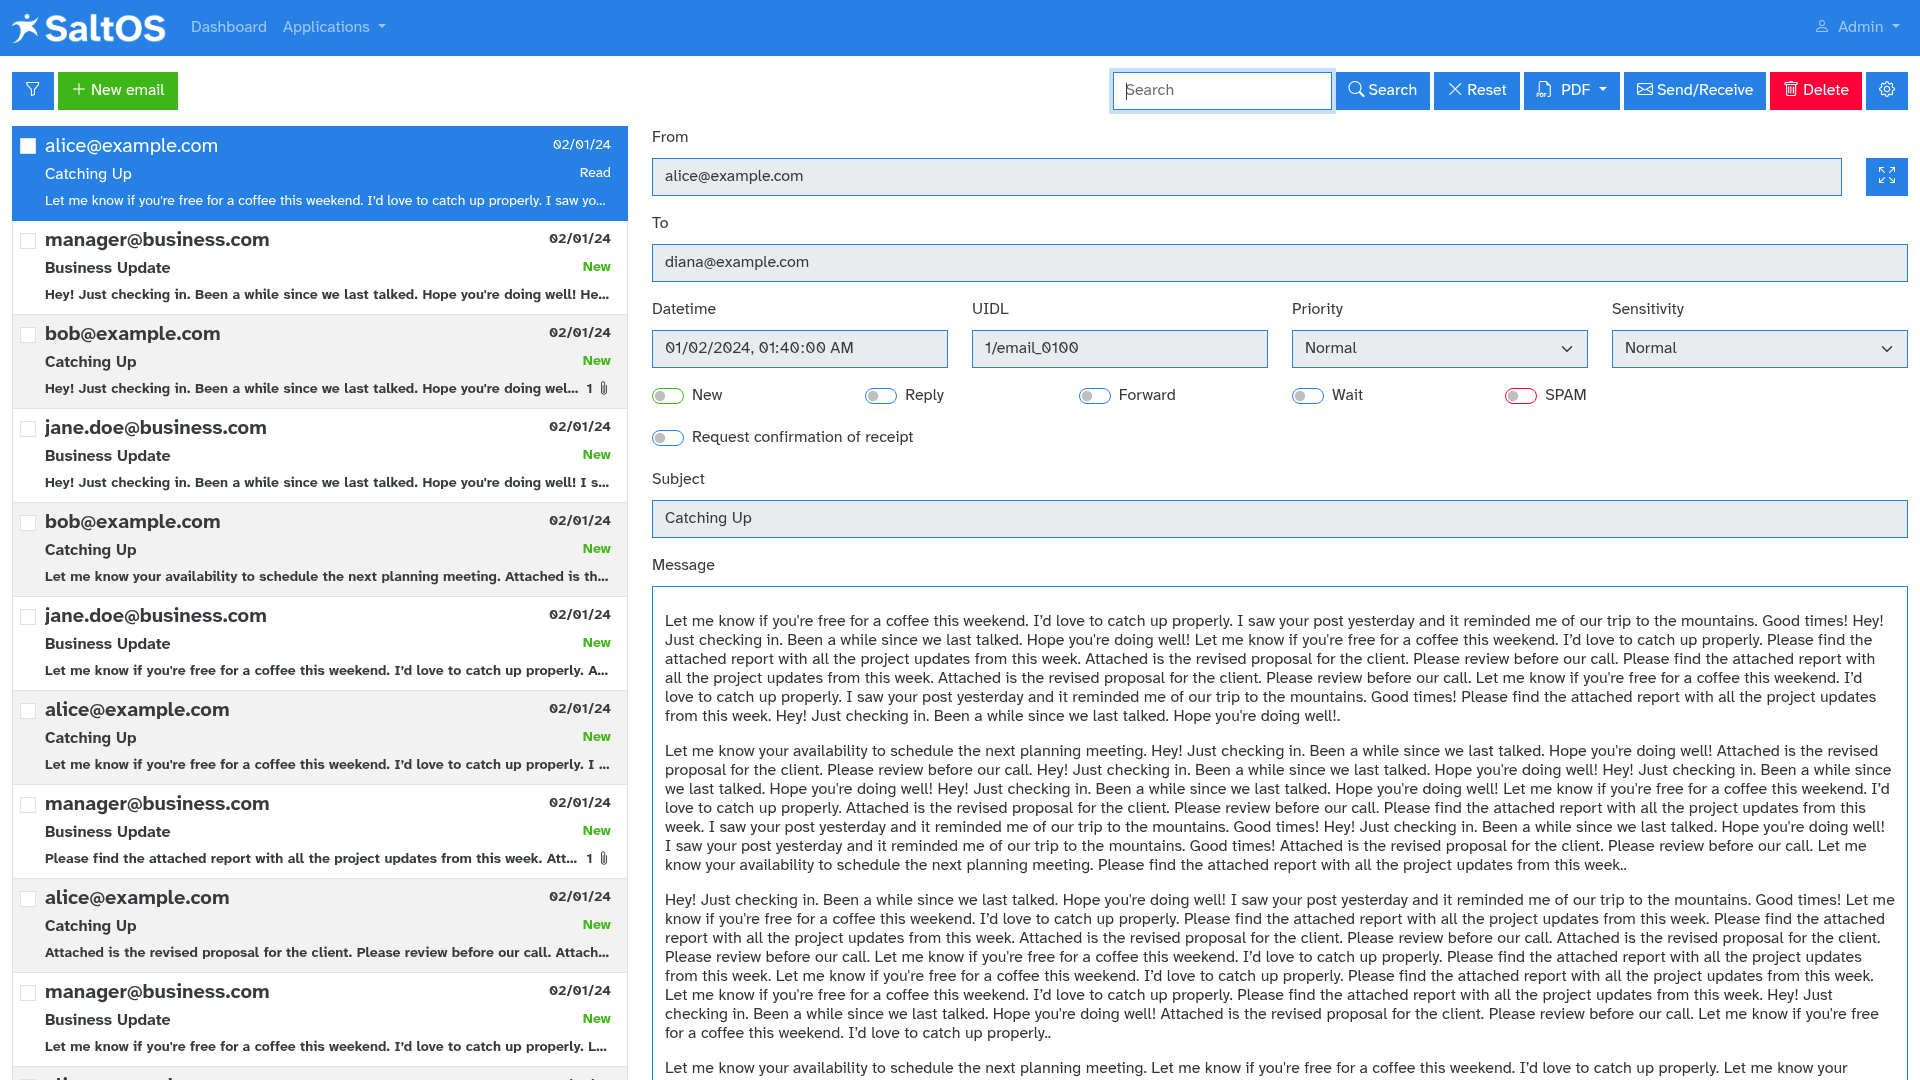 SaltOS
Dashboard
Applications
Admin
New email
Search
Search
Reset
PDF
Send/Receive
Delete
alice@example.com
02/01/24
Catching Up
Read
Let me know if you're free for a coffee this weekend. I'd love to catch up properly. I saw yo...
manager@business.com
02/01/24
Business Update
New
Hey! Just checking in. Been a while since we last talked. Hope you're doing well! He...
bob@example.com
02/01/24
Catching Up
New
Hey! Just checking in. Been a while since we last talked. Hope you're doing wel...
1
jane.doe@business.com
02/01/24
Business Update
New
Hey! Just checking in. Been a while since we last talked. Hope you're doing well! I s...
bob@example.com
02/01/24
Catching Up
New
Let me know your availability to schedule the next planning meeting. Attached is th...
jane.doe@business.com
02/01/24
Business Update
New
Let me know if you're free for a coffee this weekend. I'd love to catch up properly. A...
alice@example.com
02/01/24
Catching Up
New
Let me know if you're free for a coffee this weekend. I'd love to catch up properly. I ...
manager@business.com
02/01/24
Business Update
New
Please find the attached report with all the project updates from this week. Att...
1
alice@example.com
02/01/24
Catching Up
New
Attached is the revised proposal for the client. Please review before our call. Attach...
manager@business.com
02/01/24
Business Update
New
Let me know if you're free for a coffee this weekend. I'd love to catch up properly. L...
From
alice@example.com
To
diana@example.com
Datetime
UIDL
Priority
Sensitivity
01/02/2024, 01:40:00 AM
1/email_0100
Normal
Normal
New
Reply
Forward
Wait
SPAM
Request confirmation of receipt
Subject
Catching Up
Message
Let me know if you're free for a coffee this weekend. I'd love to catch up properly. I saw your post yesterday and it reminded me of our trip to the mountains. Good times! Hey!
Just checking in. Been a while since we last talked. Hope you're doing well! Let me know if you're free for a coffee this weekend. I'd love to catch up properly. Please find the
attached report with all the project updates from this week. Attached is the revised proposal for the client. Please review before our call. Please find the attached report with
all the project updates from this week. Attached is the revised proposal for the client. Please review before our call. Let me know if you're free for a coffee this weekend. I'd
love to catch up properly. I saw your post yesterday and it reminded me of our trip to the mountains. Good times! Please find the attached report with all the project updates
from this week. Hey! Just checking in. Been a while since we last talked. Hope you're doing well!.
Let me know your availability to schedule the next planning meeting. Hey! Just checking in. Been a while since we last talked. Hope you're doing well! Attached is the revised
proposal for the client. Please review before our call. Hey! Just checking in. Been a while since we last talked. Hope you're doing well! Hey! Just checking in. Been a while since
we last talked. Hope you're doing well! Hey! Just checking in. Been a while since we last talked. Hope you're doing well! Let me know if you're free for a coffee this weekend. I'd
love to catch up properly. Attached is the revised proposal for the client. Please review before our call. Please find the attached report with all the project updates from this
week. I saw your post yesterday and it reminded me of our trip to the mountains. Good times! Hey! Just checking in. Been a while since we last talked. Hope you're doing well!
I saw your post yesterday and it reminded me of our trip to the mountains. Good times! Attached is the revised proposal for the client. Please review before our call. Let me
know your availability to schedule the next planning meeting. Please find the attached report with all the project updates from this week..
Hey! Just checking in. Been a while since we last talked. Hope you're doing well! I saw your post yesterday and it reminded me of our trip to the mountains. Good times! Let me
know if you're free for a coffee this weekend. I'd love to catch up properly. Please find the attached report with all the project updates from this week. Please find the attached
report with all the project updates from this week. Attached is the revised proposal for the client. Please review before our call. Attached is the revised proposal for the client.
Please review before our call. Let me know if you're free for a coffee this weekend. I'd love to catch up properly. Please find the attached report with all the project updates
from this week. Let me know if you're free for a coffee this weekend. I'd love to catch up properly. Please find the attached report with all the project updates from this week.
Let me know if you're free for a coffee this weekend. I'd love to catch up properly. Please find the attached report with all the project updates from this week. Hey! Just
checking in. Been a while since we last talked. Hope you're doing well! Attached is the revised proposal for the client. Please review before our call. Let me know if you're free
for a coffee this weekend. I'd love to catch up properly..
Let me know your availability to schedule the next planning meeting. Let me know if you're free for a coffee this weekend. I'd love to catch up properly. Let me know your